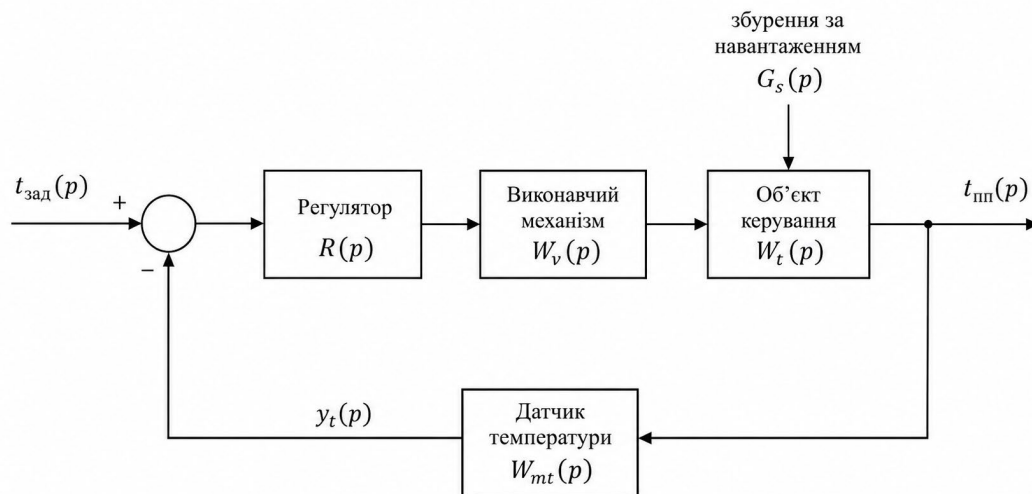 збурення за
навантаженням
G_s(p)
t_зад(p)
+
−
Регулятор
R(p)
Виконавчий
механізм
W_v(p)
Об’єкт
керування
W_t(p)
t_пп(p)
y_t(p)
Датчик
температури
W_mt(p)